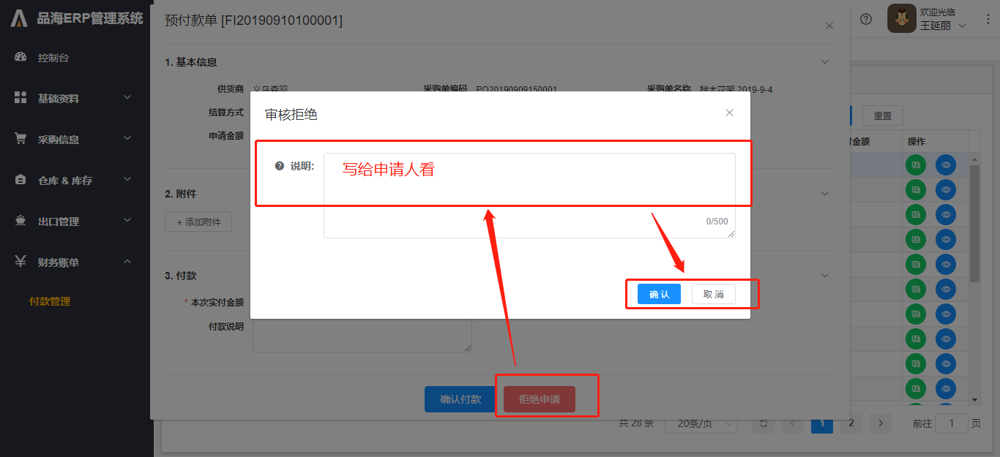 品海ERP管理系统
控制台
基础资料
采购信息
仓库 & 库存
出口管理
财务账单
付款管理
预付款单 [FI20190910100001]
欢迎光临
王延丽
1. 基本信息
供货商 义乌森羽 采购单编码 PO20190909150001 采购单名称 2019-9-4
结算方式
申请金额
重置
金额 操作
审核拒绝
说明:
写给申请人看
0/500
确 认 取 消
2. 附件
+ 添加附件
3. 付款
* 本次实付金额
付款说明
确认付款 拒绝申请
共 28 条 20条/页 1 2 前往 1 页